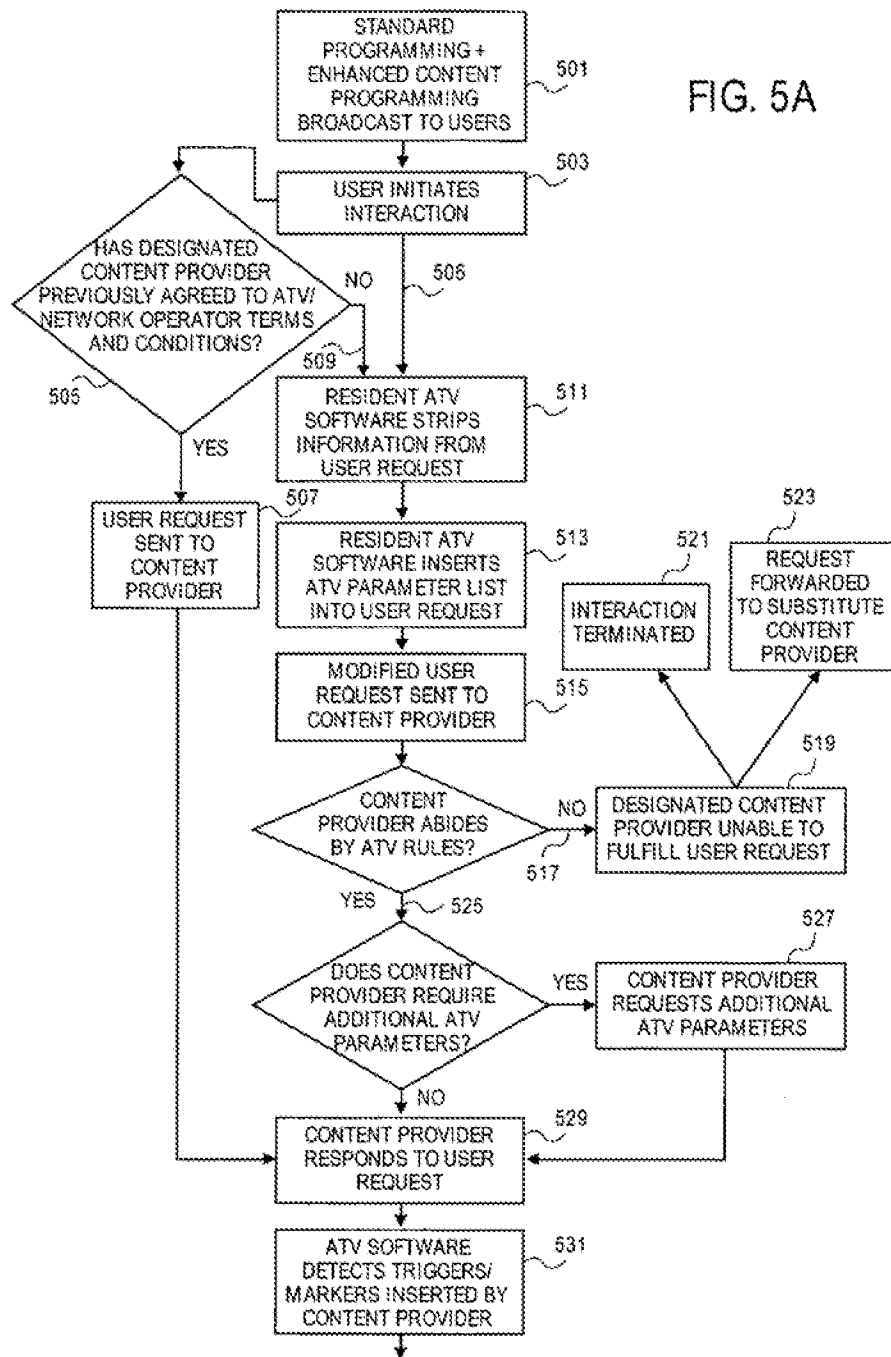 STANDARD
PROGRAMMING +
ENHANCED CONTENT
PROGRAMMING
BROADCAST TO USERS
501
FIG. 5A
503
USER INITIATES
INTERACTION
HAS DESIGNATED
CONTENT PROVIDER
PREVIOUSLY AGREED TO ATV/
NETWORK OPERATOR TERMS
AND CONDITIONS?
NO
506
509
505
YES
RESIDENT ATV
SOFTWARE STRIPS
INFORMATION FROM
USER REQUEST
511
507
USER REQUEST
SENT TO
CONTENT
PROVIDER
RESIDENT ATV
SOFTWARE INSERTS
ATV PARAMETER LIST
INTO USER REQUEST
513
521
INTERACTION
TERMINATED
523
REQUEST
FORWARDED
TO SUBSTITUTE
CONTENT
PROVIDER
MODIFIED USER
REQUEST SENT TO
CONTENT PROVIDER
515
CONTENT
PROVIDER ABIDES
BY ATV RULES?
NO
517
519
DESIGNATED CONTENT
PROVIDER UNABLE TO
FULFILL USER REQUEST
YES
525
DOES CONTENT
PROVIDER REQUIRE
ADDITIONAL ATV
PARAMETERS?
YES
527
CONTENT PROVIDER
REQUESTS ADDITIONAL
ATV PARAMETERS
NO
CONTENT PROVIDER
RESPONDS TO USER
REQUEST
529
ATV SOFTWARE
DETECTS TRIGGERS/
MARKERS INSERTED BY
CONTENT PROVIDER
531